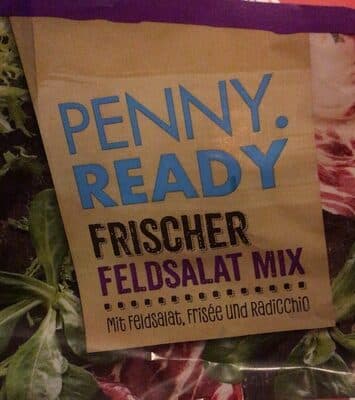 PENNY.
READY
FRISCHER
FELDSALAT MIX
Mit Feldsalat, Frisée und Radicchio